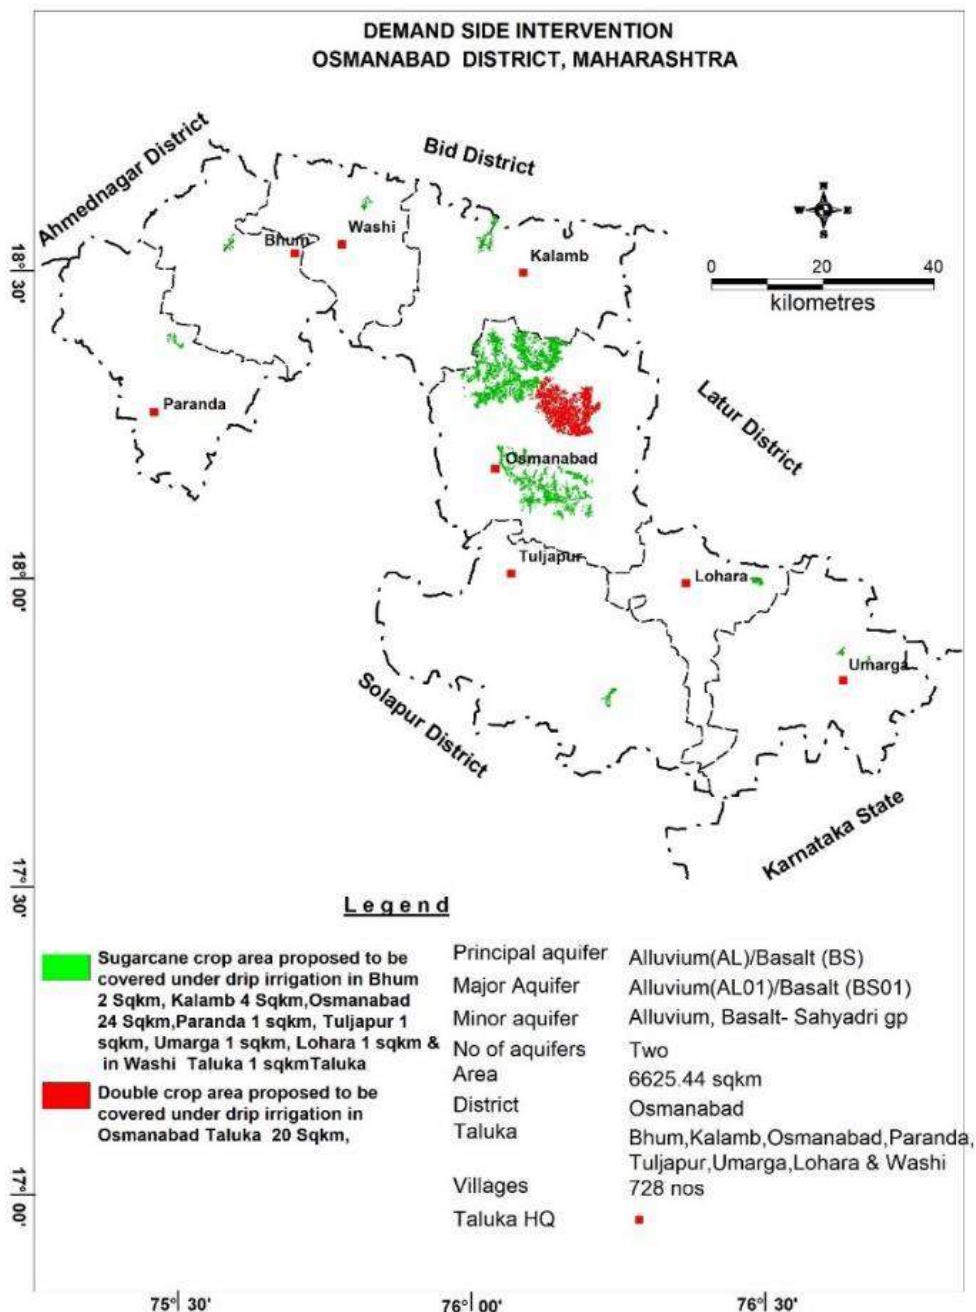 DEMAND SIDE INTERVENTION
OSMANABAD DISTRICT, MAHARASHTRA
Ahmednagar District
Bid District
N
W E
S
Washi
Bhum
Kalamb
18° 30'
0 20 40
kilometres
Paranda
Latur District
Osmanabad
Tuljapur
Lohara
18° 00'
Umarga
Solapur District
Karnataka State
17° 30'
Legend
Sugarcane crop area proposed to be
covered under drip irrigation in Bhum
2 Sqkm, Kalamb 4 Sqkm,Osmanabad
24 Sqkm,Paranda 1 sqkm, Tuljapur 1
sqkm, Umarga 1 sqkm, Lohara 1 sqkm &
in Washi Taluka 1 sqkmTaluka
Double crop area proposed to be
covered under drip irrigation in
Osmanabad Taluka 20 Sqkm,
Principal aquifer Alluvium(AL)/Basalt (BS)
Major Aquifer Alluvium(AL01)/Basalt (BS01)
Minor aquifer Alluvium, Basalt- Sahyadri gp
No of aquifers Two
Area 6625.44 sqkm
District Osmanabad
Taluka Bhum,Kalamb,Osmanabad,Paranda,
Tuljapur,Umarga,Lohara & Washi
Villages 728 nos
Taluka HQ
17° 00'
75° 30' 76° 00' 76° 30'